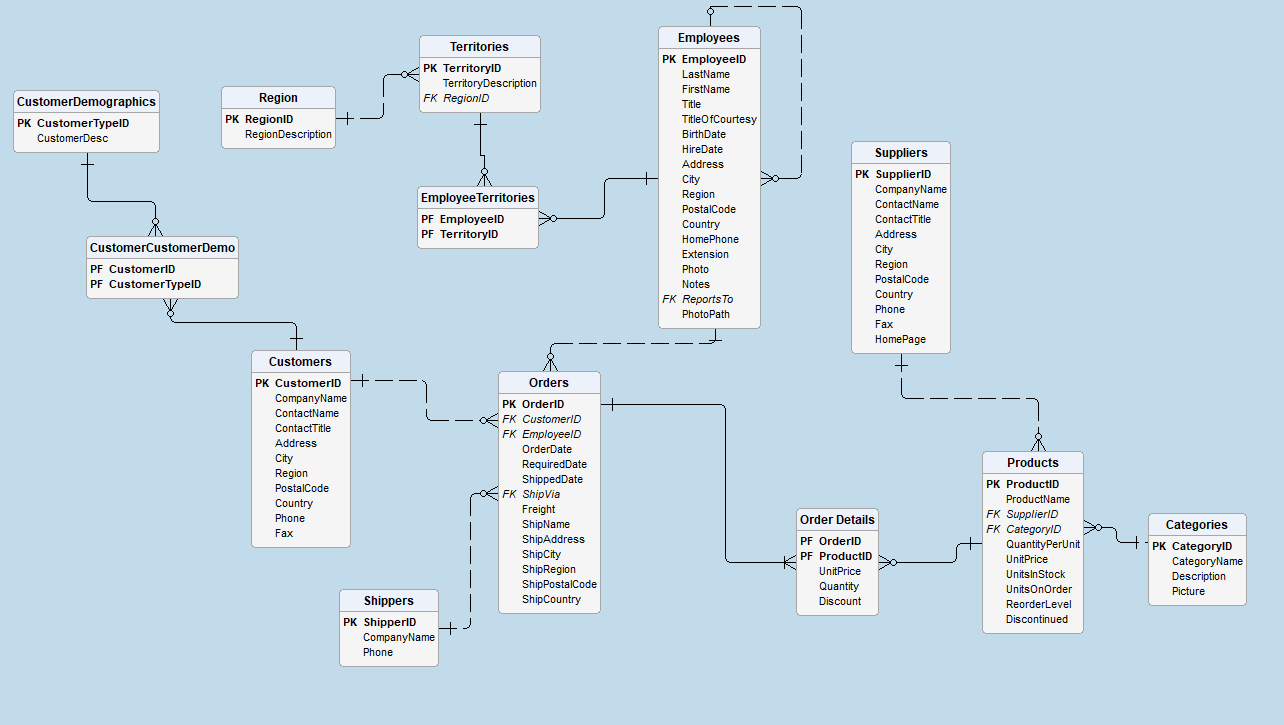 CustomerDemographics
PK CustomerTypeID
CustomerDesc
Region
PK RegionID
RegionDescription
Territories
PK TerritoryID
TerritoryDescription
FK RegionID
EmployeeTerritories
PF EmployeeID
PF TerritoryID
Employees
PK EmployeeID
LastName
FirstName
Title
TitleOfCourtesy
BirthDate
HireDate
Address
City
Region
PostalCode
Country
HomePhone
Extension
Photo
Notes
FK ReportsTo
PhotoPath
Suppliers
PK SupplierID
CompanyName
ContactName
ContactTitle
Address
City
Region
PostalCode
Country
Phone
Fax
HomePage
CustomerCustomerDemo
PF CustomerID
PF CustomerTypeID
Customers
PK CustomerID
CompanyName
ContactName
ContactTitle
Address
City
Region
PostalCode
Country
Phone
Fax
Orders
PK OrderID
FK CustomerID
FK EmployeeID
OrderDate
RequiredDate
ShippedDate
FK ShipVia
Freight
ShipName
ShipAddress
ShipCity
ShipRegion
ShipPostalCode
ShipCountry
Shippers
PK ShipperID
CompanyName
Phone
Order Details
PF OrderID
PF ProductID
UnitPrice
Quantity
Discount
Products
PK ProductID
ProductName
FK SupplierID
FK CategoryID
QuantityPerUnit
UnitPrice
UnitsInStock
UnitsOnOrder
ReorderLevel
Discontinued
Categories
PK CategoryID
CategoryName
Description
Picture